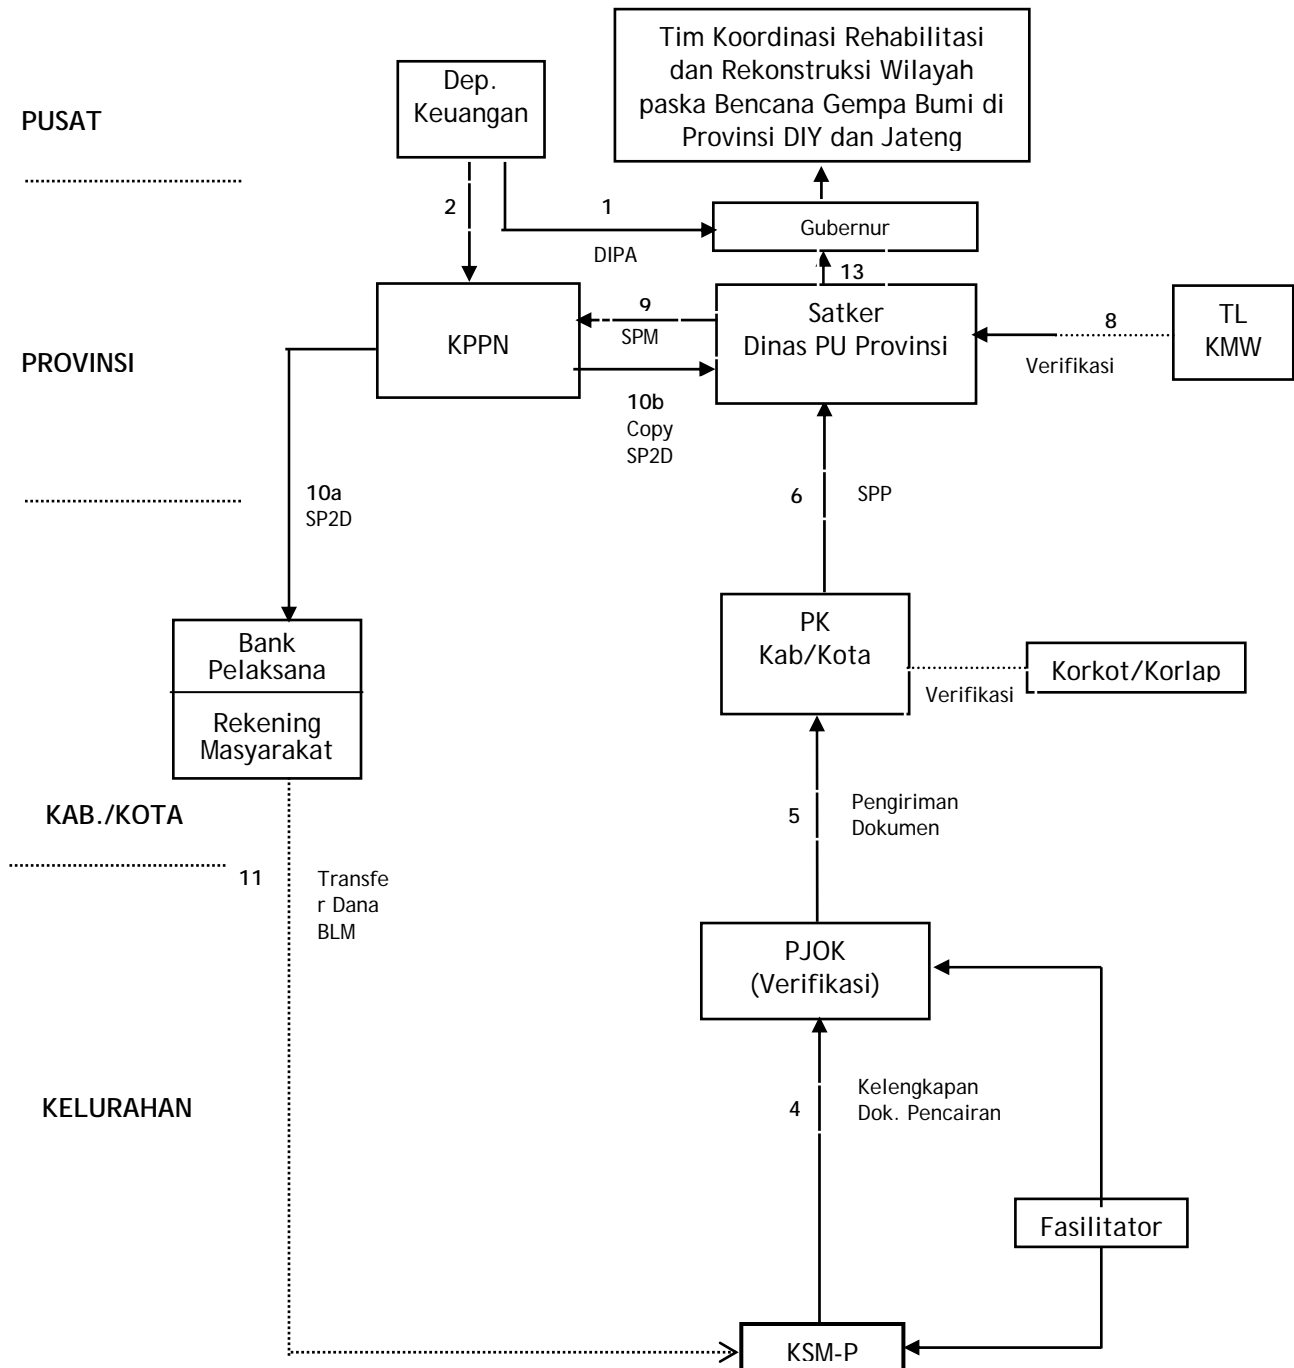 Tim Koordinasi Rehabilitasi
dan Rekonstruksi Wilayah
paska Bencana Gempa Bumi di
Provinsi DIY dan Jateng
Dep.
Keuangan
PUSAT
2
1
DIPA
Gubernur
13
KPPN
9
SPM
Satker
Dinas PU Provinsi
8
Verifikasi
TL
KMW
PROVINSI
10b
Copy
SP2D
10a
SP2D
6
SPP
Bank
Pelaksana
Rekening
Masyarakat
PK
Kab/Kota
Verifikasi
Korkot/Korlap
KAB./KOTA
5
Pengiriman
Dokumen
11
Transfe
r Dana
BLM
PJOK
(Verifikasi)
KELURAHAN
4
Kelengkapan
Dok. Pencairan
Fasilitator
KSM-P